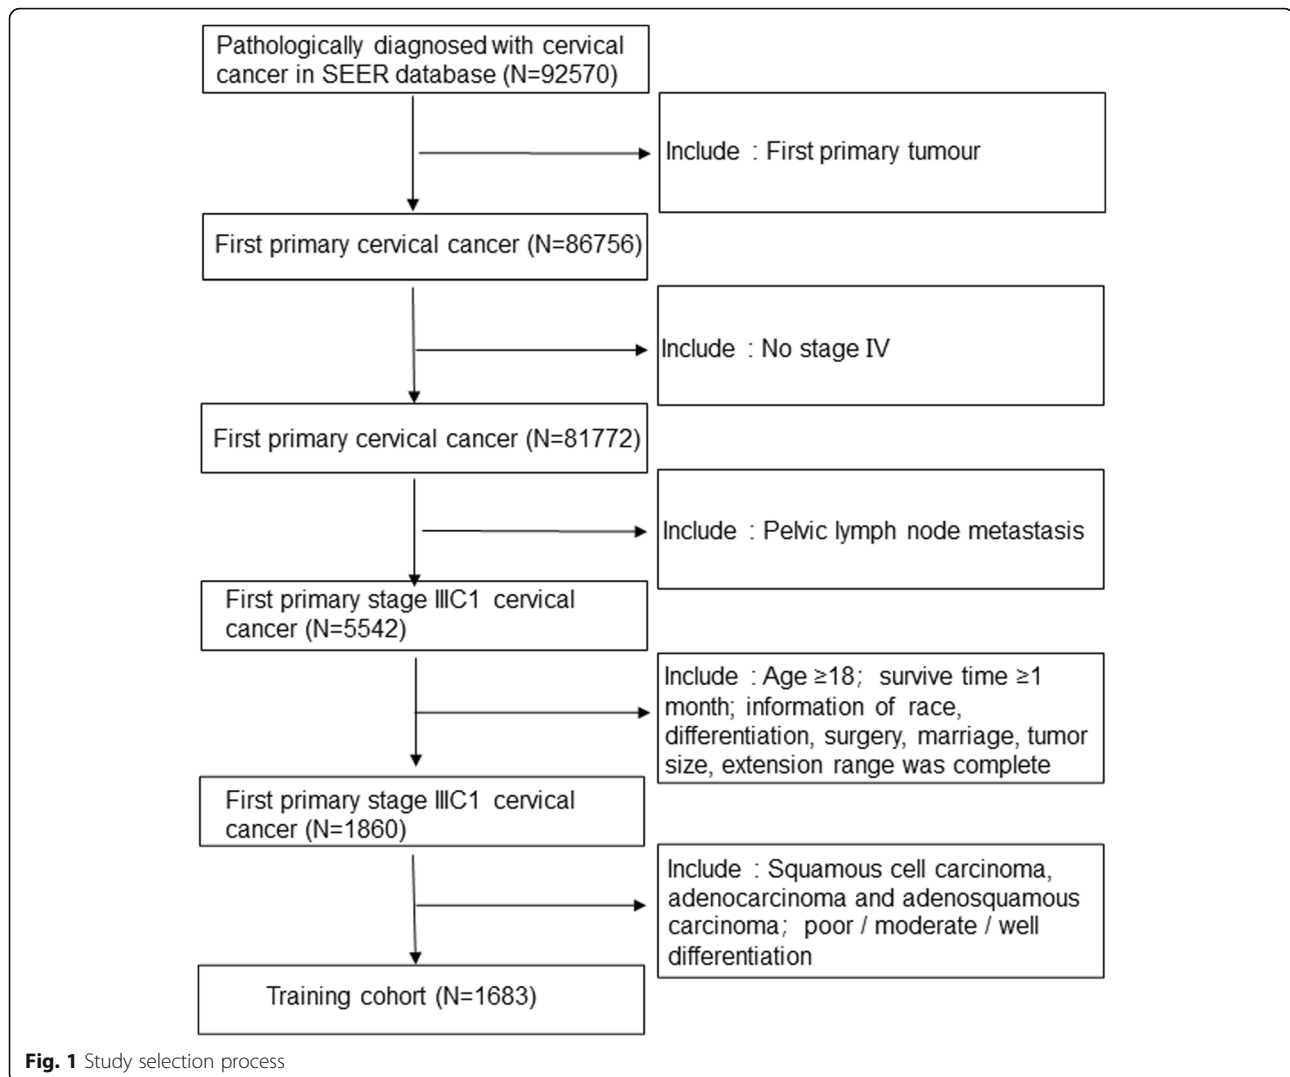 Pathologically diagnosed with cervical
cancer in SEER database (N=92570)
Include : First primary tumour
First primary cervical cancer (N=86756)
Include : No stage IV
First primary cervical cancer (N=81772)
Include : Pelvic lymph node metastasis
First primary stage IIIC1 cervical
cancer (N=5542)
Include : Age ≥18; survive time ≥1
month; information of race,
differentiation, surgery, marriage, tumor
size, extension range was complete
First primary stage IIIC1 cervical
cancer (N=1860)
Include : Squamous cell carcinoma,
adenocarcinoma and adenosquamous
carcinoma; poor / moderate / well
differentiation
Training cohort (N=1683)
Fig. 1 Study selection process